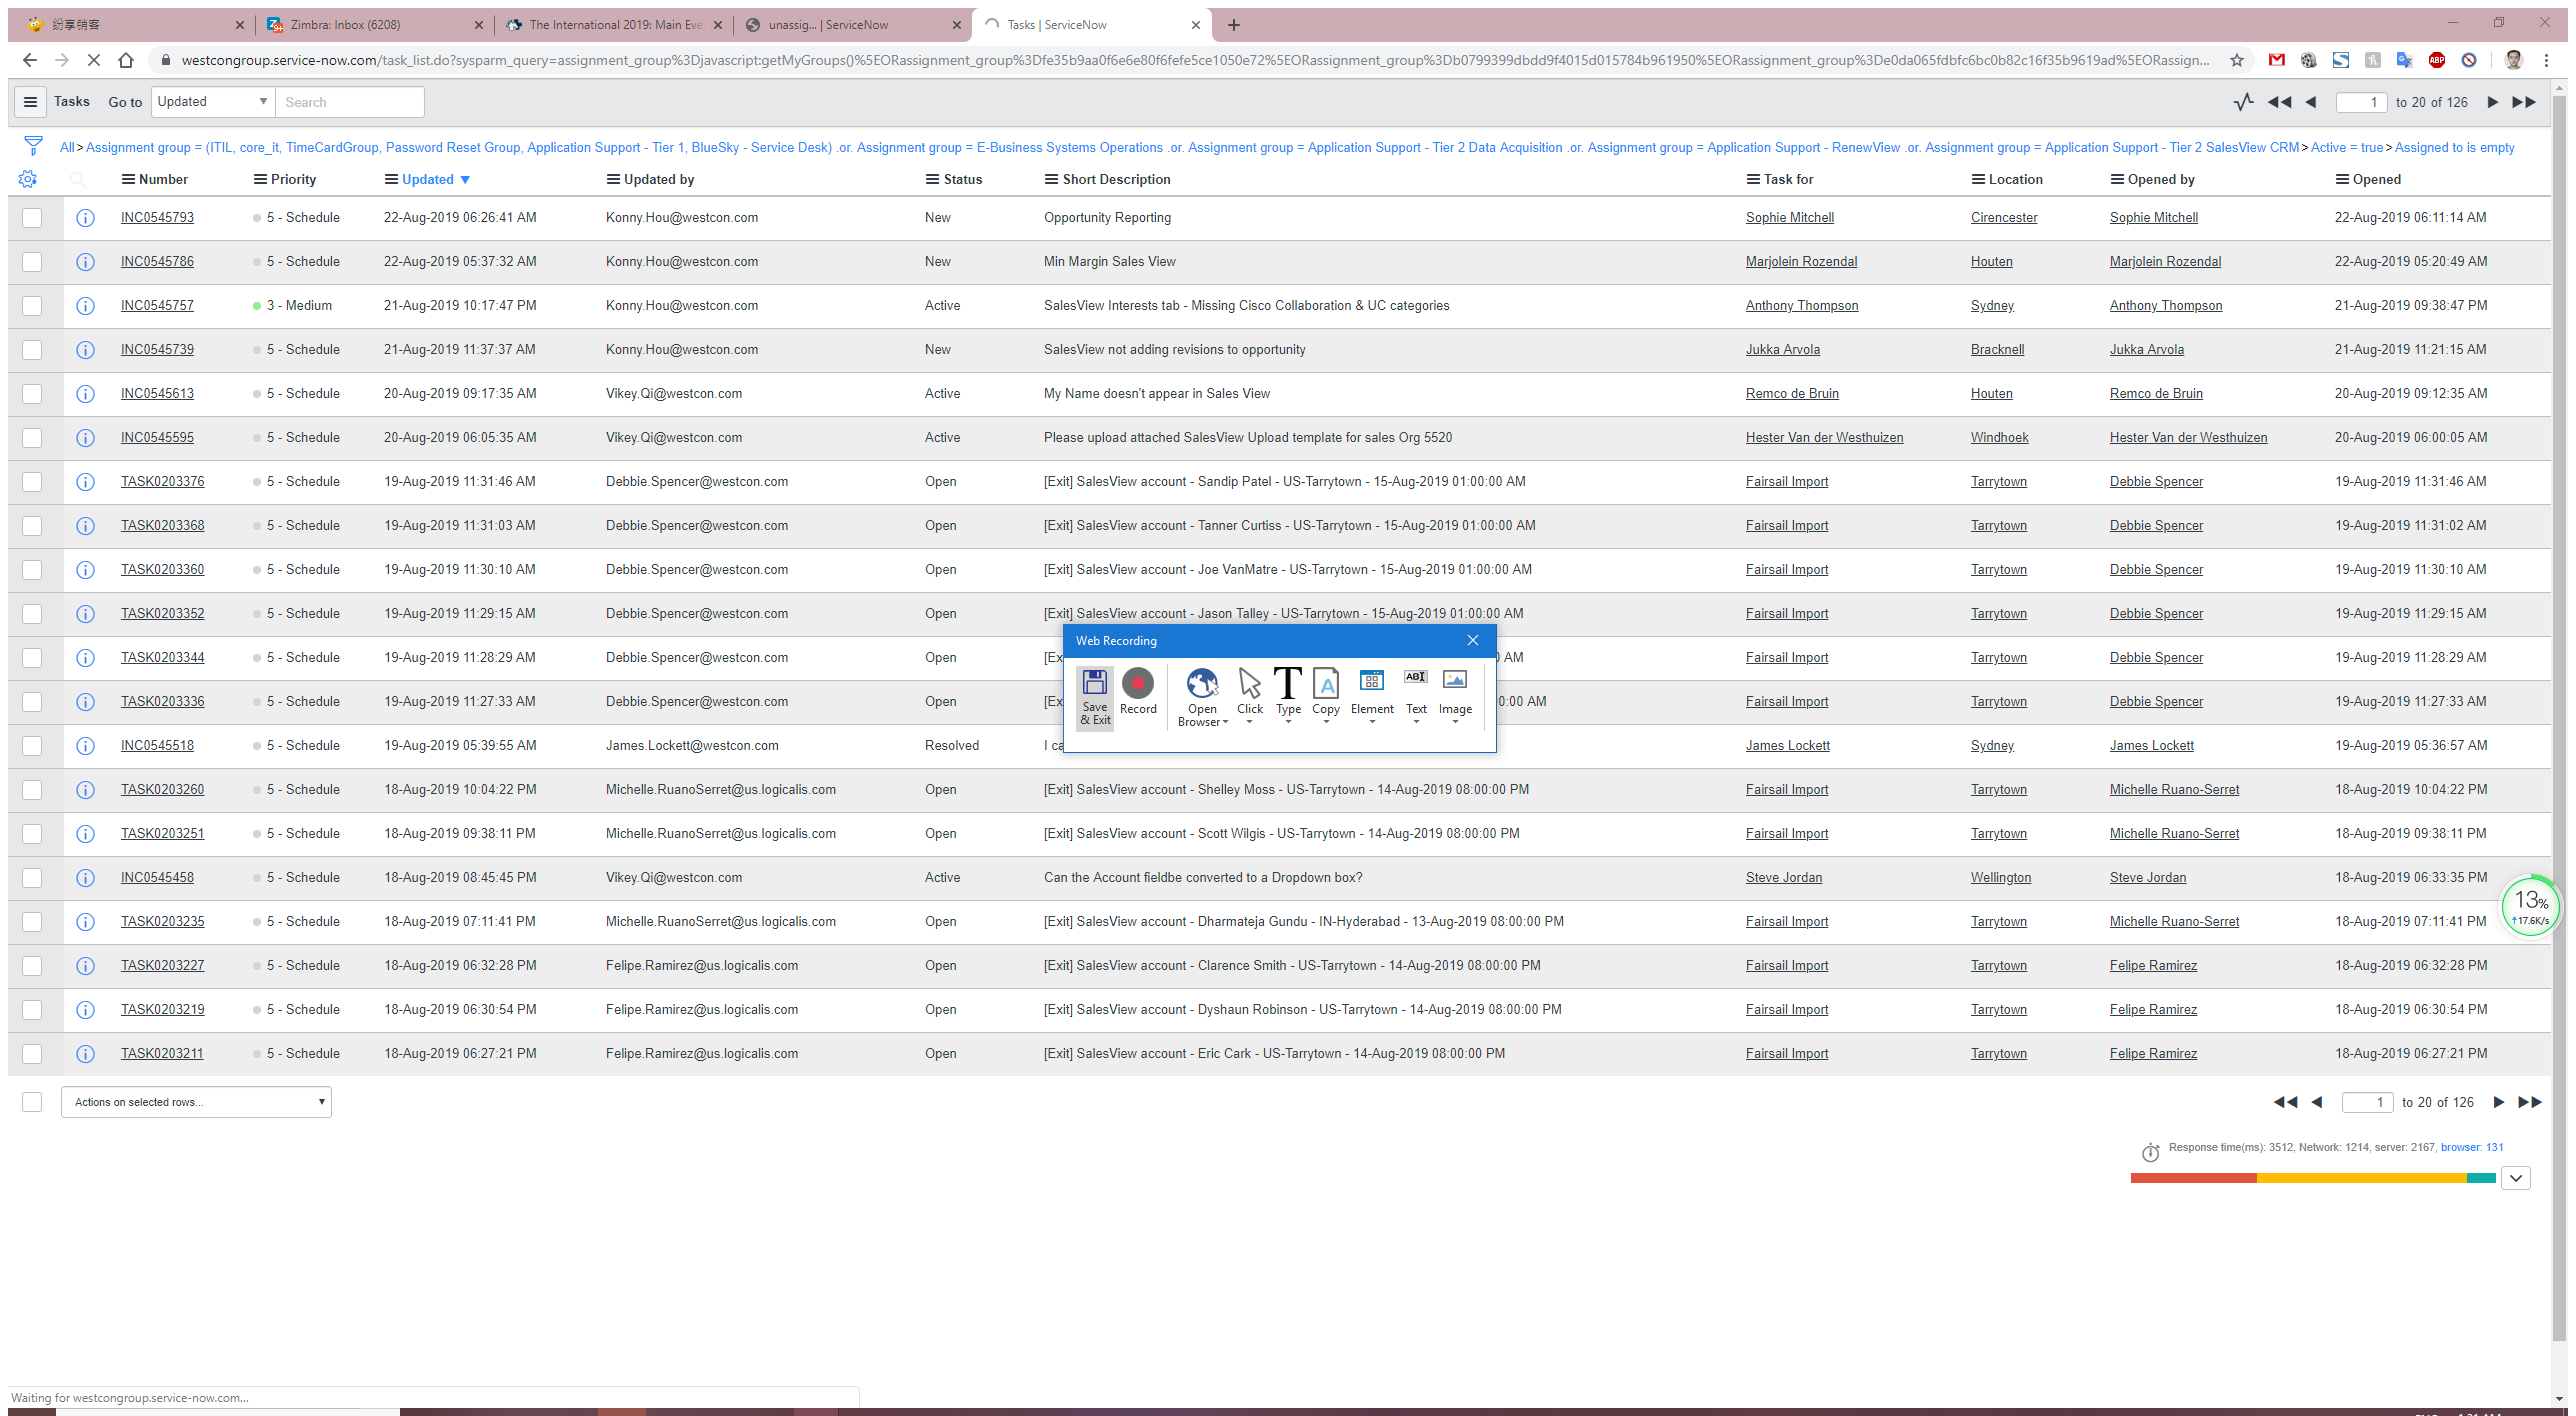 纷享销客 Zimbra: Inbox (6208) The International 2019: Main Eve unassig... | ServiceNow Tasks | ServiceNow
westcongroup.service-now.com/task_list.do?sysparm_query=assignment_group%3Djavascript:getMyGroups()%5EORassignment_group%3Dfe35b9aa0f6e6e80f6fefe5ce1050e72%5EORassignment_group%3Db0799399dbdd9f4015d015784b961950%5EORassignment_group%3De0da065fdbfc6bc0b82c16f35b9619ad%5EORassign...
Tasks Go to Updated Search 1 to 20 of 126
All > Assignment group = (ITIL, core_it, TimeCardGroup, Password Reset Group, Application Support - Tier 1, BlueSky - Service Desk) .or. Assignment group = E-Business Systems Operations .or. Assignment group = Application Support - Tier 2 Data Acquisition .or. Assignment group = Application Support - RenewView .or. Assignment group = Application Support - Tier 2 SalesView CRM > Active = true > Assigned to is empty
Number Priority Updated Updated by Status Short Description Task for Location Opened by Opened
INC0545793 5 - Schedule 22-Aug-2019 06:26:41 AM Konny.Hou@westcon.com New Opportunity Reporting Sophie Mitchell Cirencester Sophie Mitchell 22-Aug-2019 06:11:14 AM
INC0545786 5 - Schedule 22-Aug-2019 05:37:32 AM Konny.Hou@westcon.com New Min Margin Sales View Marjolein Rozendal Houten Marjolein Rozendal 22-Aug-2019 05:20:49 AM
INC0545757 3 - Medium 21-Aug-2019 10:17:47 PM Konny.Hou@westcon.com Active SalesView Interests tab - Missing Cisco Collaboration & UC categories Anthony Thompson Sydney Anthony Thompson 21-Aug-2019 09:38:47 PM
INC0545739 5 - Schedule 21-Aug-2019 11:37:37 AM Konny.Hou@westcon.com New SalesView not adding revisions to opportunity Jukka Arvola Bracknell Jukka Arvola 21-Aug-2019 11:21:15 AM
INC0545613 5 - Schedule 20-Aug-2019 09:17:35 AM Vikey.Qi@westcon.com Active My Name doesn't appear in Sales View Remco de Bruin Houten Remco de Bruin 20-Aug-2019 09:12:35 AM
INC0545595 5 - Schedule 20-Aug-2019 06:05:35 AM Vikey.Qi@westcon.com Active Please upload attached SalesView Upload template for sales Org 5520 Hester Van der Westhuizen Windhoek Hester Van der Westhuizen 20-Aug-2019 06:00:05 AM
TASK0203376 5 - Schedule 19-Aug-2019 11:31:46 AM Debbie.Spencer@westcon.com Open [Exit] SalesView account - Sandip Patel - US-Tarrytown - 15-Aug-2019 01:00:00 AM Fairsail Import Tarrytown Debbie Spencer 19-Aug-2019 11:31:46 AM
TASK0203368 5 - Schedule 19-Aug-2019 11:31:03 AM Debbie.Spencer@westcon.com Open [Exit] SalesView account - Tanner Curtiss - US-Tarrytown - 15-Aug-2019 01:00:00 AM Fairsail Import Tarrytown Debbie Spencer 19-Aug-2019 11:31:02 AM
TASK0203360 5 - Schedule 19-Aug-2019 11:30:10 AM Debbie.Spencer@westcon.com Open [Exit] SalesView account - Joe VanMatre - US-Tarrytown - 15-Aug-2019 01:00:00 AM Fairsail Import Tarrytown Debbie Spencer 19-Aug-2019 11:30:10 AM
TASK0203352 5 - Schedule 19-Aug-2019 11:29:15 AM Debbie.Spencer@westcon.com Open [Exit] SalesView account - Jason Talley - US-Tarrytown - 15-Aug-2019 01:00:00 AM Fairsail Import Tarrytown Debbie Spencer 19-Aug-2019 11:29:15 AM
Web Recording
TASK0203344 5 - Schedule 19-Aug-2019 11:28:29 AM Debbie.Spencer@westcon.com Open [Ex AM Fairsail Import Tarrytown Debbie Spencer 19-Aug-2019 11:28:29 AM
TASK0203336 5 - Schedule 19-Aug-2019 11:27:33 AM Debbie.Spencer@westcon.com Open [Ex 0:00 AM Fairsail Import Tarrytown Debbie Spencer 19-Aug-2019 11:27:33 AM
Save & Exit Record Open Browser Click Type Copy Element Text Image
INC0545518 5 - Schedule 19-Aug-2019 05:39:55 AM James.Lockett@westcon.com Resolved I ca James Lockett Sydney James Lockett 19-Aug-2019 05:36:57 AM
TASK0203260 5 - Schedule 18-Aug-2019 10:04:22 PM Michelle.RuanoSerret@us.logicalis.com Open [Exit] SalesView account - Shelley Moss - US-Tarrytown - 14-Aug-2019 08:00:00 PM Fairsail Import Tarrytown Michelle Ruano-Serret 18-Aug-2019 10:04:22 PM
TASK0203251 5 - Schedule 18-Aug-2019 09:38:11 PM Michelle.RuanoSerret@us.logicalis.com Open [Exit] SalesView account - Scott Wilgis - US-Tarrytown - 14-Aug-2019 08:00:00 PM Fairsail Import Tarrytown Michelle Ruano-Serret 18-Aug-2019 09:38:11 PM
INC0545458 5 - Schedule 18-Aug-2019 08:45:45 PM Vikey.Qi@westcon.com Active Can the Account fieldbe converted to a Dropdown box? Steve Jordan Wellington Steve Jordan 18-Aug-2019 06:33:35 PM
13% 17.6K/s
TASK0203235 5 - Schedule 18-Aug-2019 07:11:41 PM Michelle.RuanoSerret@us.logicalis.com Open [Exit] SalesView account - Dharmateja Gundu - IN-Hyderabad - 13-Aug-2019 08:00:00 PM Fairsail Import Tarrytown Michelle Ruano-Serret 18-Aug-2019 07:11:41 PM
TASK0203227 5 - Schedule 18-Aug-2019 06:32:28 PM Felipe.Ramirez@us.logicalis.com Open [Exit] SalesView account - Clarence Smith - US-Tarrytown - 14-Aug-2019 08:00:00 PM Fairsail Import Tarrytown Felipe Ramirez 18-Aug-2019 06:32:28 PM
TASK0203219 5 - Schedule 18-Aug-2019 06:30:54 PM Felipe.Ramirez@us.logicalis.com Open [Exit] SalesView account - Dyshaun Robinson - US-Tarrytown - 14-Aug-2019 08:00:00 PM Fairsail Import Tarrytown Felipe Ramirez 18-Aug-2019 06:30:54 PM
TASK0203211 5 - Schedule 18-Aug-2019 06:27:21 PM Felipe.Ramirez@us.logicalis.com Open [Exit] SalesView account - Eric Cark - US-Tarrytown - 14-Aug-2019 08:00:00 PM Fairsail Import Tarrytown Felipe Ramirez 18-Aug-2019 06:27:21 PM
Actions on selected rows... 1 to 20 of 126
Response time(ms): 3512, Network: 1214, server: 2167, browser: 131
Waiting for westcongroup.service-now.com...